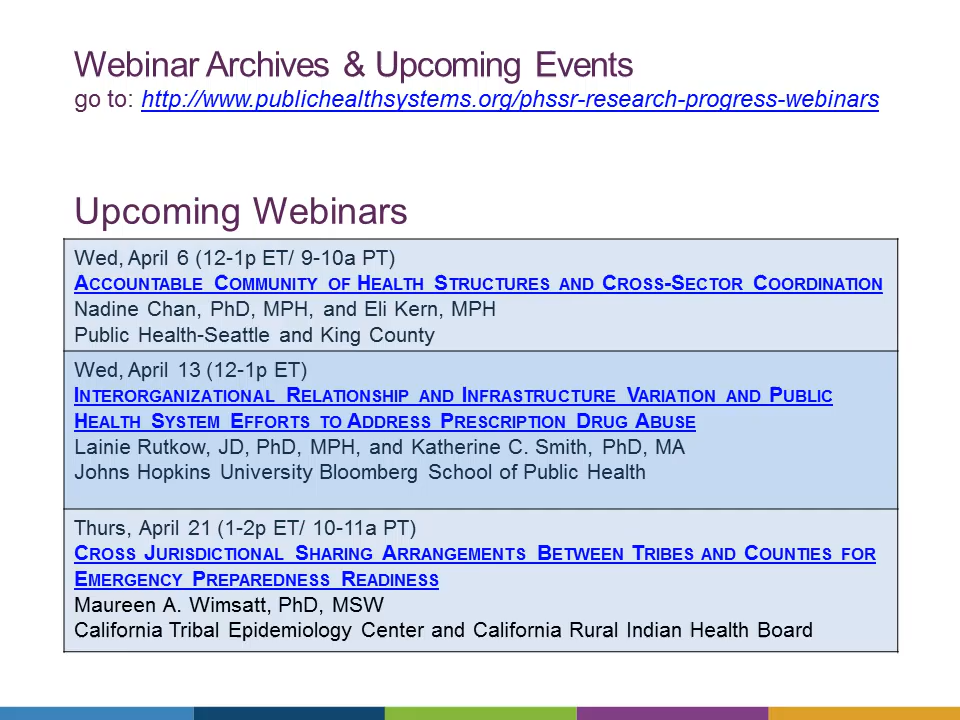 Webinar Archives & Upcoming Events
go to: http://www.publichealthsystems.org/phssr-research-progress-webinars
Upcoming Webinars
Wed, April 6 (12-1p ET/ 9-10a PT)
ACCOUNTABLE COMMUNITY OF HEALTH STRUCTURES AND CROSS-SECTOR COORDINATION
Nadine Chan, PhD, MPH, and Eli Kern, MPH
Public Health-Seattle and King County
Wed, April 13 (12-1p ET)
INTERORGANIZATIONAL RELATIONSHIP AND INFRASTRUCTURE VARIATION AND PUBLIC
HEALTH SYSTEM EFFORTS TO ADDRESS PRESCRIPTION DRUG ABUSE
Lainie Rutkow, JD, PhD, MPH, and Katherine C. Smith, PhD, MA
Johns Hopkins University Bloomberg School of Public Health
Thurs, April 21 (1-2p ET/ 10-11a PT)
CROSS JURISDICTIONAL SHARING ARRANGEMENTS BETWEEN TRIBES AND COUNTIES FOR
EMERGENCY PREPAREDNESS READINESS
Maureen A. Wimsatt, PhD, MSW
California Tribal Epidemiology Center and California Rural Indian Health Board